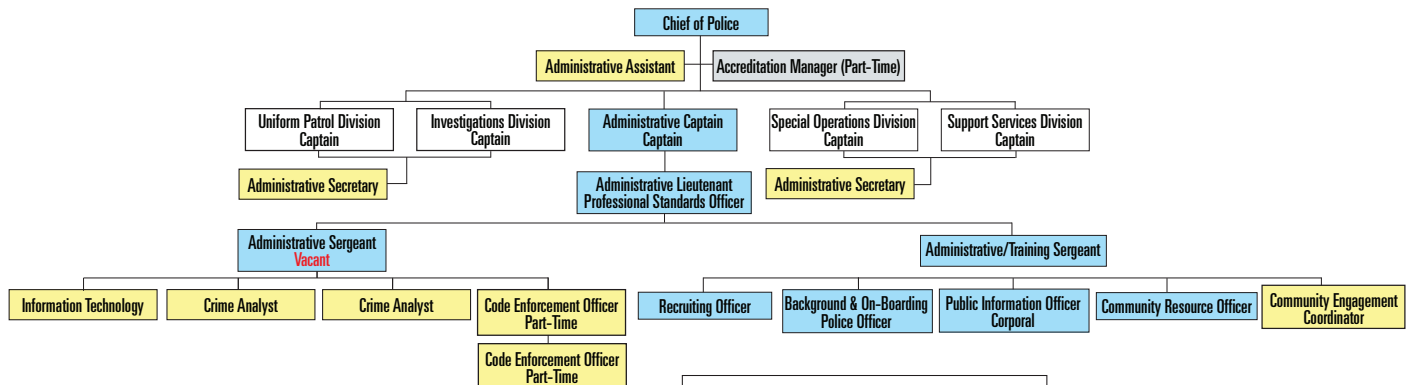 Chief of Police
Administrative Assistant
Accreditation Manager (Part-Time)
Uniform Patrol Division
Captain
Investigations Division
Captain
Administrative Captain
Captain
Special Operations Division
Captain
Support Services Division
Captain
Administrative Secretary
Administrative Lieutenant
Professional Standards Officer
Administrative Secretary
Administrative Sergeant
Vacant
Administrative/Training Sergeant
Information Technology
Crime Analyst
Crime Analyst
Code Enforcement Officer
Part-Time
Recruiting Officer
Background & On-Boarding
Police Officer
Public Information Officer
Corporal
Community Resource Officer
Community Engagement
Coordinator
Code Enforcement Officer
Part-Time